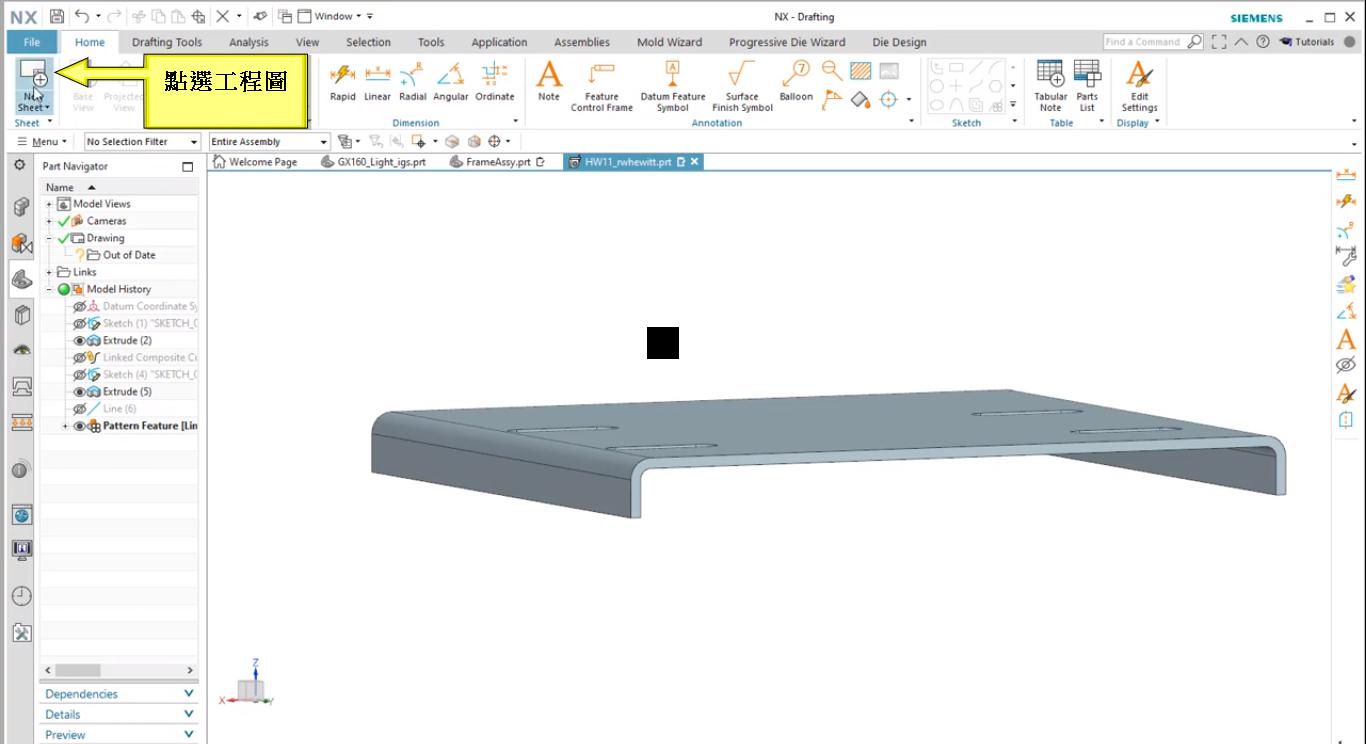 NX
Window
NX - Drafting
SIEMENS
File
Home
Drafting Tools
Analysis
View
Selection
Tools
Application
Assemblies
Mold Wizard
Progressive Die Wizard
Die Design
Find a Command
Tutorials
點選工程圖
New
Sheet
Base
View
Projected
View
Rapid
Linear
Radial
Angular
Ordinate
Note
Feature
Control Frame
Datum Feature
Symbol
Surface
Finish Symbol
Balloon
Tabular
Note
Parts
List
Edit
Settings
Sheet
Dimension
Annotation
Sketch
Table
Display
Menu
No Selection Filter
Entire Assembly
Part Navigator
Welcome Page
GX160_Light_igs.prt
FrameAssy.prt
HW11_rwhewitt.prt
Name
Model Views
Cameras
Drawing
Out of Date
Links
Model History
Datum Coordinate Sy
Sketch (1) "SKETCH_0
Extrude (2)
Linked Composite Cu
Sketch (4) "SKETCH_0
Extrude (5)
Line (6)
Pattern Feature [Lin
Z
X
Y
Dependencies
Details
Preview